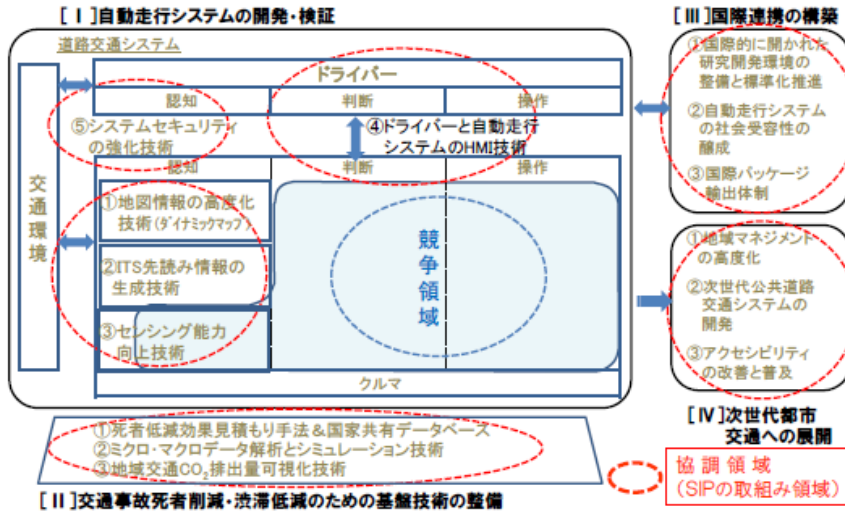 [Ⅰ]自動走行システムの開発・検証
道路交通システム
ドライバー
認知
判断
操作
⑤システムセキュリティ
の強化技術
④ドライバーと自動走行
システムのHMI技術
認知
判断
操作
交通環境
①地図情報の高度化
技術(ダイナミックマップ)
②ITS先読み情報の
生成技術
③センシング能力
向上技術
競争領域
クルマ
[Ⅲ]国際連携の構築
①国際的に開かれた
研究開発環境の
整備と標準化推進
②自動走行システム
の社会受容性の
醸成
③国際パッケージ
輸出体制
①地域マネジメント
の高度化
②次世代公共道路
交通システムの
開発
③アクセシビリティ
の改善と普及
[Ⅳ]次世代都市
交通への展開
①死者低減効果見積もり手法&国家共有データベース
②ミクロ・マクロデータ解析とシミュレーション技術
③地域交通CO₂排出量可視化技術
[Ⅱ]交通事故死者削減・渋滞低減のための基盤技術の整備
協調領域
(SIPの取組み領域)